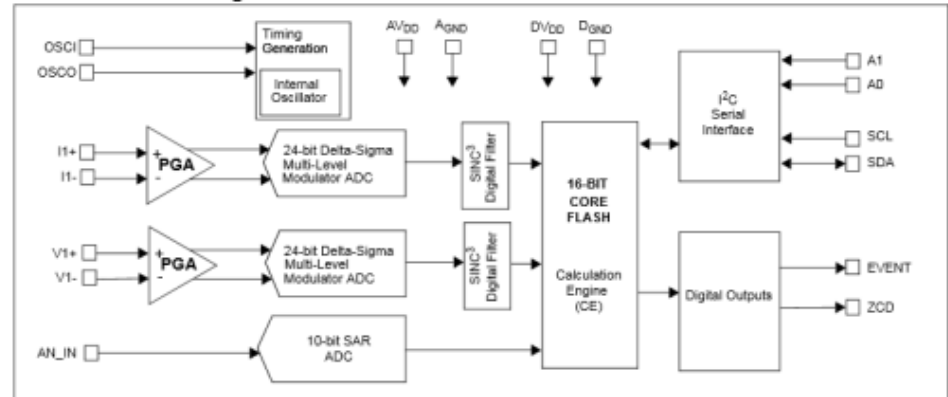 OSCI
OSCO
Timing
Generation
Internal
Oscillator
AVDD
AGND
DVDD
DGND
I²C
Serial
Interface
A1
A0
SCL
SDA
I1+
I1-
+
-
PGA
24-bit Delta-Sigma
Multi-Level
Modulator ADC
SINC³
Digital Filter
16-BIT
CORE
FLASH
Calculation
Engine
(CE)
V1+
V1-
+
-
PGA
24-bit Delta-Sigma
Multi-Level
Modulator ADC
SINC³
Digital Filter
Digital Outputs
EVENT
ZCD
AN_IN
10-bit SAR
ADC